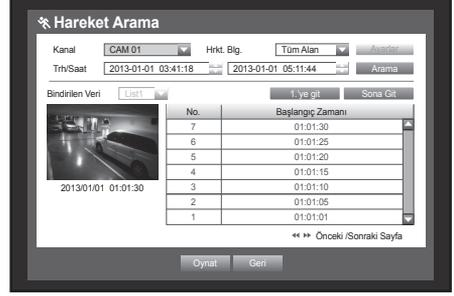 Hareket Arama
Kanal CAM 01 Hrkt. Blg. Tüm Alan Ayarlar
Trh/Saat 2013-01-01 03:41:18 2013-01-01 05:11:44 Arama
Bindirilen Veri List1 1.'ye git Sona Git
No. Başlangıç Zamanı
7 01:01:30
6 01:01:25
5 01:01:20
4 01:01:15
3 01:01:10
2 01:01:05
1 01:01:01
2013/01/01 01:01:30
Önceki /Sonraki Sayfa
Oynat Geri